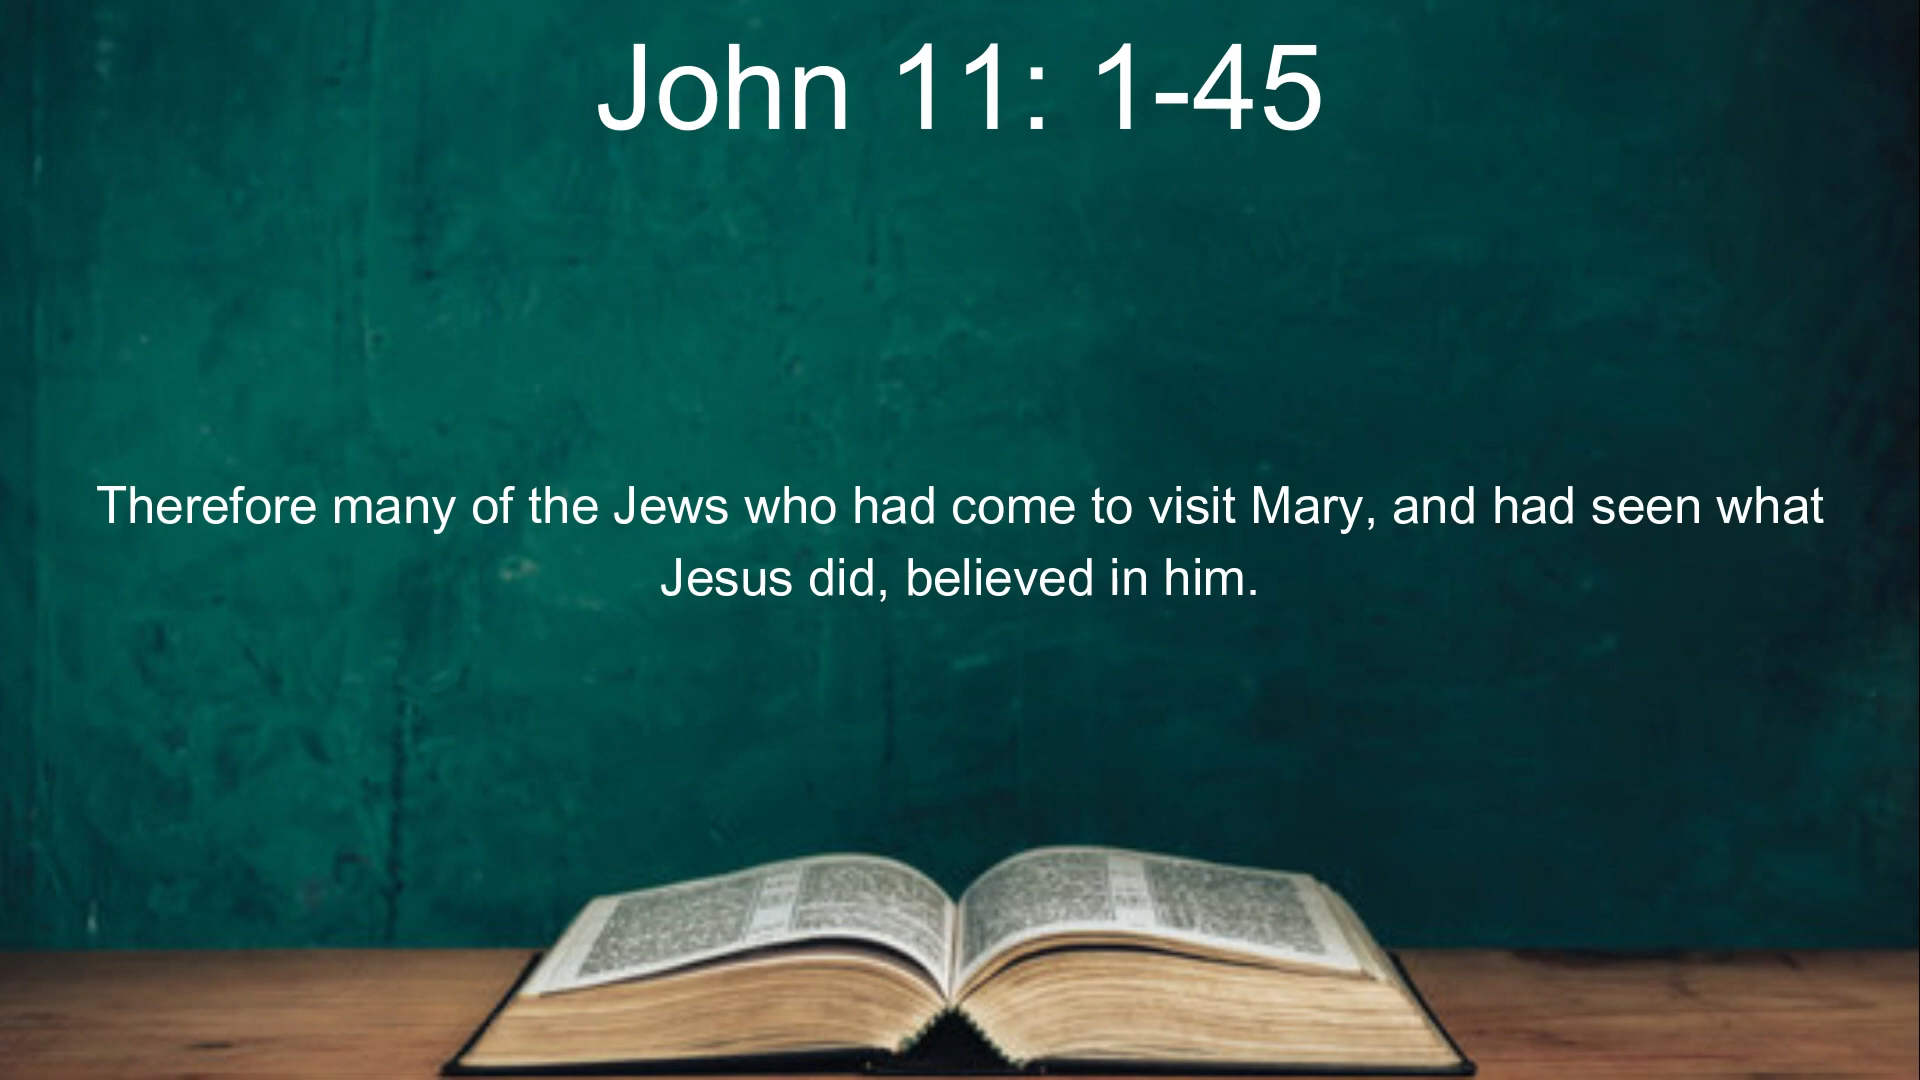 John 11: 1-45
Therefore many of the Jews who had come to visit Mary, and had seen what
Jesus did, believed in him.